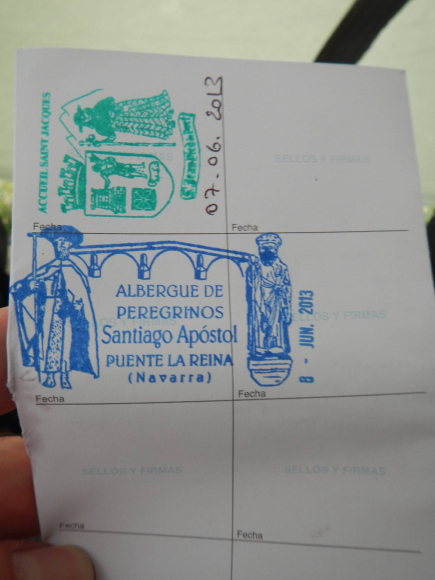 ACCUEIL SAINT JACQUES
07.06.2013
SELLOS Y FIRMAS
Fecha
Fecha
ALBERGUE DE
PEREGRINOS
Santiago Apóstol
PUENTE LA REINA
(Navarra)
8 - JUN. 2013
SELLOS Y FIRMAS
Fecha
Fecha
SELLOS Y FIRMAS
SELLOS Y FIRMAS
Fecha
Fecha